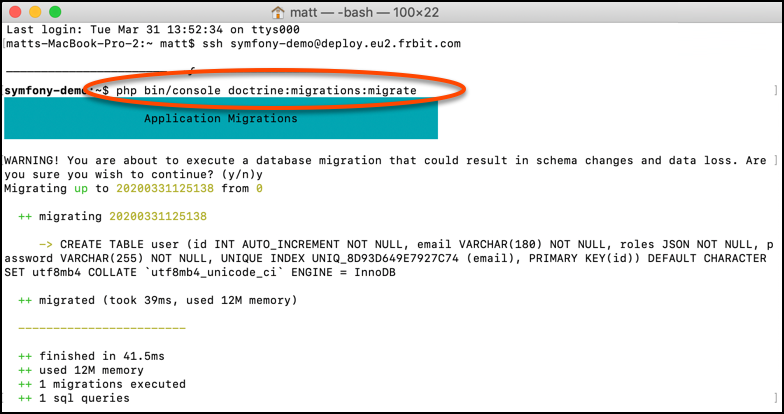 matt — -bash — 100×22
Last login: Tue Mar 31 13:52:34 on ttys000
[matts-MacBook-Pro-2:~ matt$ ssh symfony-demo@deploy.eu2.frbit.com
symfony-demo:~$ php bin/console doctrine:migrations:migrate ]
Application Migrations
WARNING! You are about to execute a database migration that could result in schema changes and data loss. Are ]
you sure you wish to continue? (y/n)y
Migrating up to 20200331125138 from 0
++ migrating 20200331125138
-> CREATE TABLE user (id INT AUTO_INCREMENT NOT NULL, email VARCHAR(180) NOT NULL, roles JSON NOT NULL, p
assword VARCHAR(255) NOT NULL, UNIQUE INDEX UNIQ_8D93D649E7927C74 (email), PRIMARY KEY(id)) DEFAULT CHARACTER
SET utf8mb4 COLLATE `utf8mb4_unicode_ci` ENGINE = InnoDB
++ migrated (took 39ms, used 12M memory)
------------------------
++ finished in 41.5ms
++ used 12M memory
++ 1 migrations executed
[ ++ 1 sql queries ]